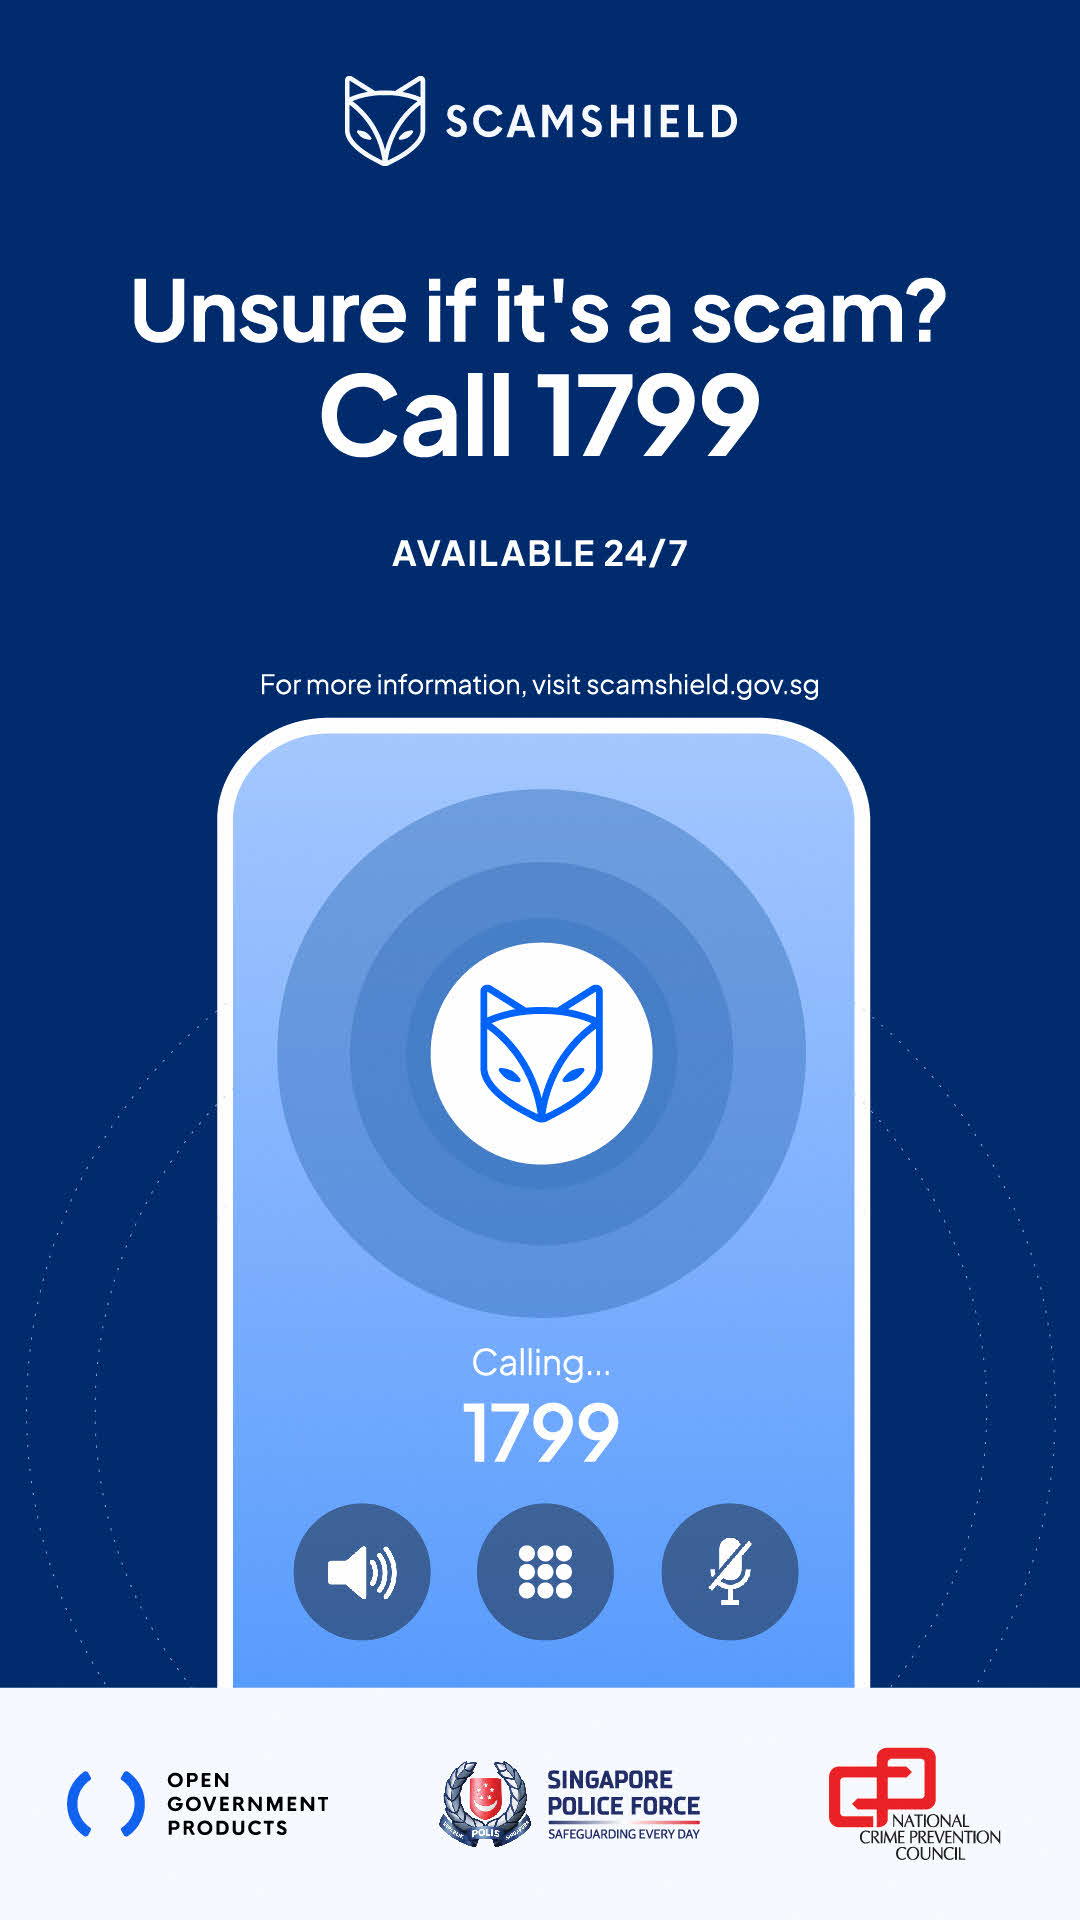 SCAMSHIELD
Unsure if it's a scam?
Call 1799
AVAILABLE 24/7
For more information, visit scamshield.gov.sg
Calling...
1799
OPEN
GOVERNMENT
PRODUCTS
POLIS
SINGAPORE
POLICE FORCE
SAFEGUARDING EVERY DAY
NATIONAL
CRIME PREVENTION
COUNCIL